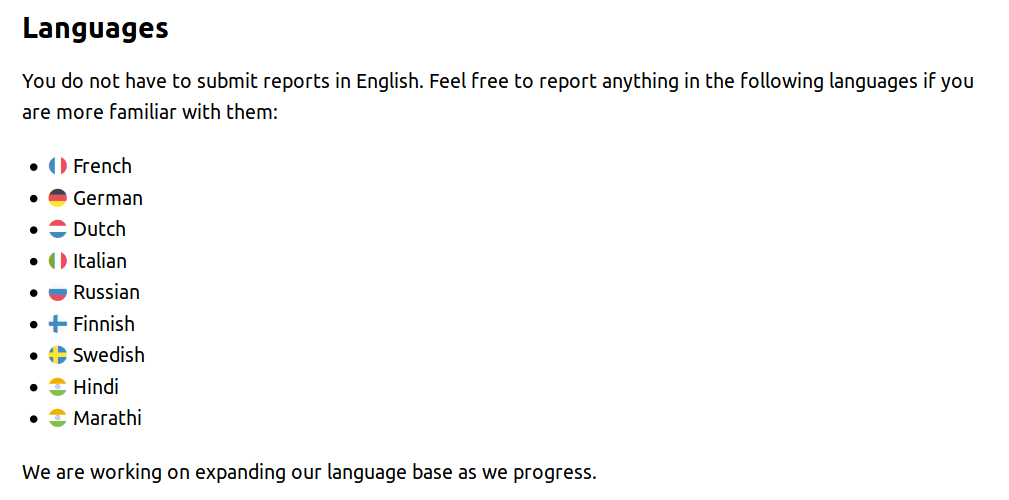 Languages
You do not have to submit reports in English. Feel free to report anything in the following languages if you
are more familiar with them:
French
German
Dutch
Italian
Russian
Finnish
Swedish
Hindi
Marathi
We are working on expanding our language base as we progress.